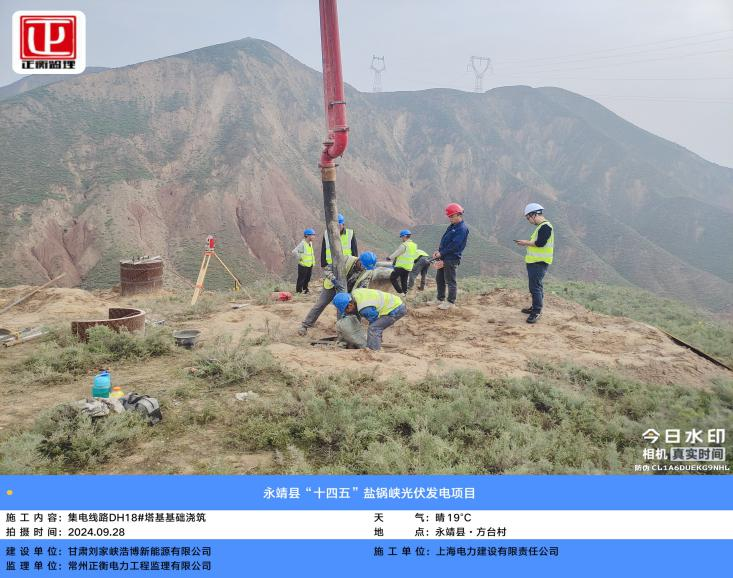 正衡监理
今日水印
相机 真实时间
防伪 CL1A6DUEKG9NHL
永靖县“十四五”盐锅峡光伏发电项目
施工内容：集电线路DH18#塔基基础浇筑
天 气：晴 19℃
拍摄时间：2024.09.28
地 点：永靖县·方台村
建设单位：甘肃刘家峡浩博新能源有限公司
施工单位：上海电力建设有限责任公司
监理单位：常州正衡电力工程监理有限公司